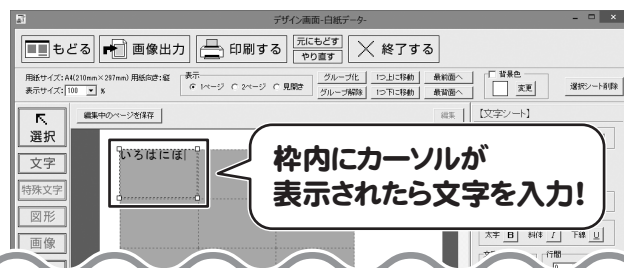 デザイン画面-白紙データ-
もどる
画像出力
印刷する
元にもどす
やり直す
終了する
用紙サイズ:A4(210mm×297mm) 用紙向き:縦
表示サイズ: 100 %
表示
1ページ 2ページ 見開き
グループ化
グループ解除
1つ上に移動
1つ下に移動
最前面へ
最背面へ
背景色
変更
選択シート削除
選択
文字
特殊文字
図形
画像
編集中のページを保存
編集
【文字シート】
いろはにほ
枠内にカーソルが
表示されたら文字を入力!
太字 B 斜体 I 下線 U
行間